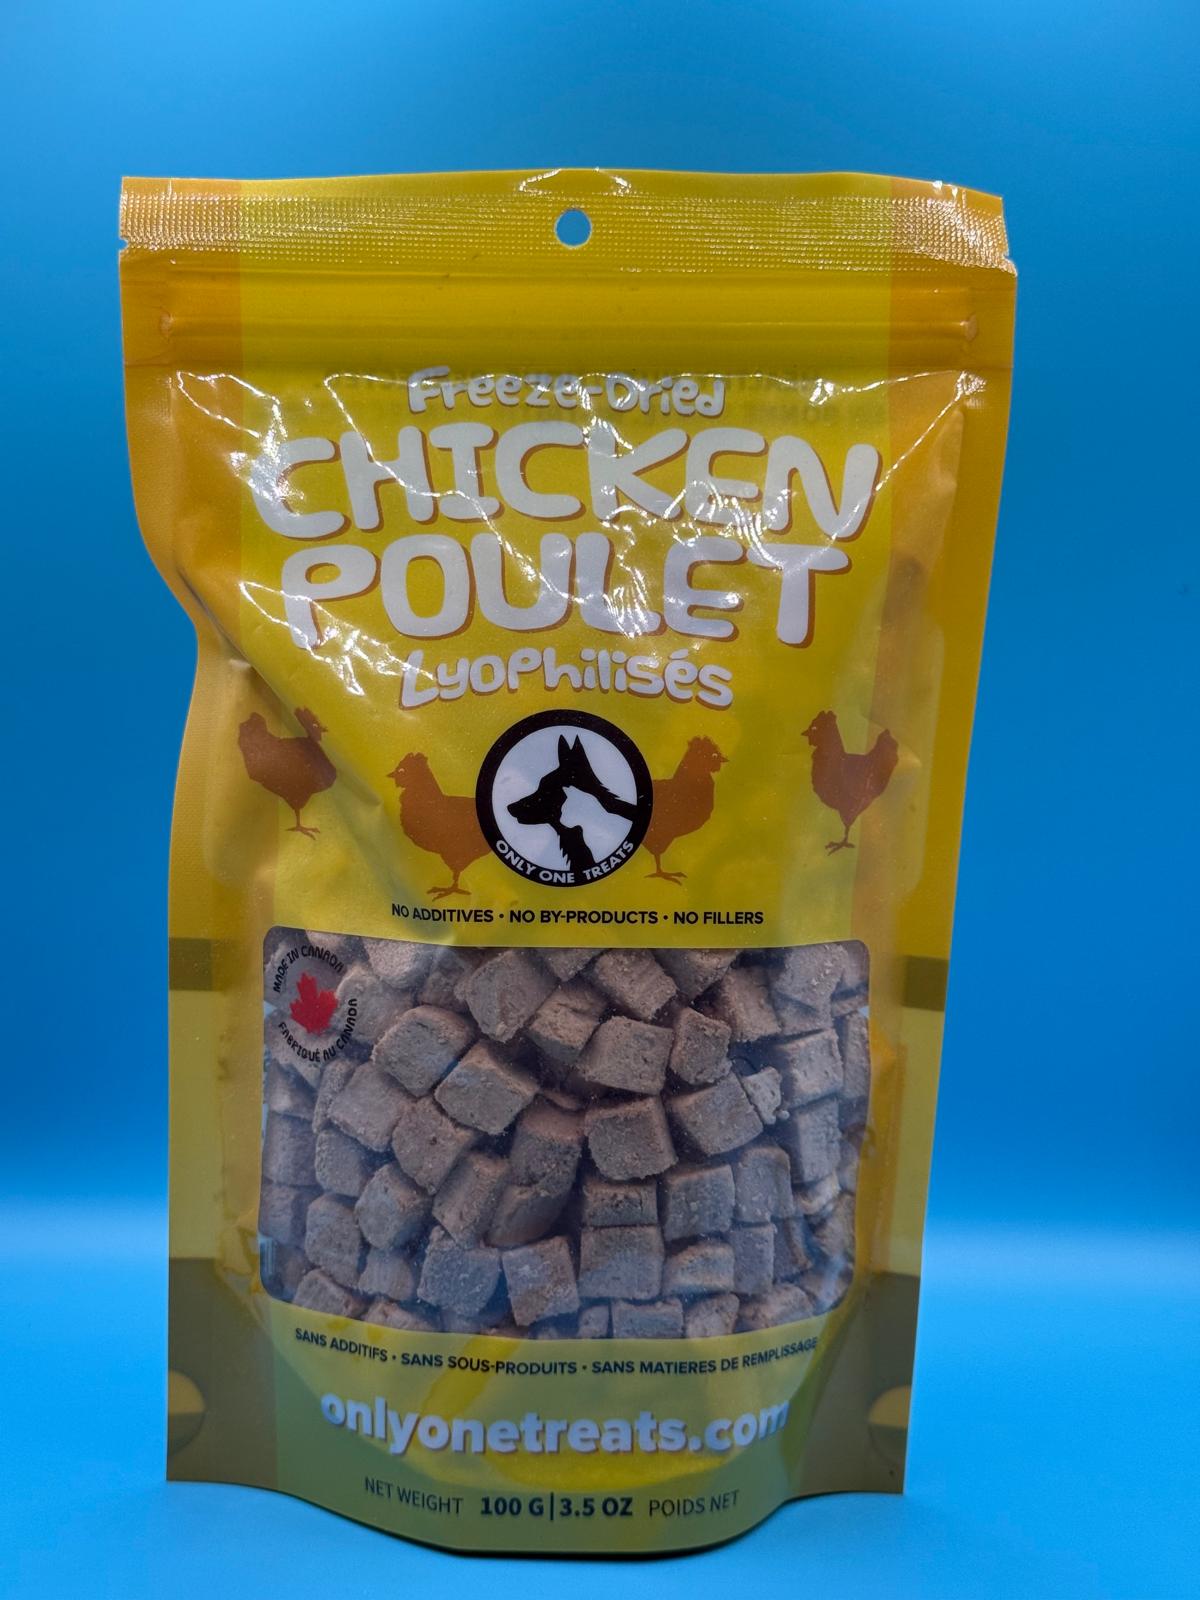 Freeze-Dried
CHICKEN
POULET
Lyophilisés
ONLY ONE TREATS
NO ADDITIVES • NO BY-PRODUCTS • NO FILLERS
MADE IN CANADA
FABRIQUÉ AU CANADA
SANS ADDITIFS • SANS SOUS-PRODUITS • SANS MATIERES DE REMPLISSAGE
onlyonetreats.com
NET WEIGHT 100 G | 3.5 OZ POIDS NET